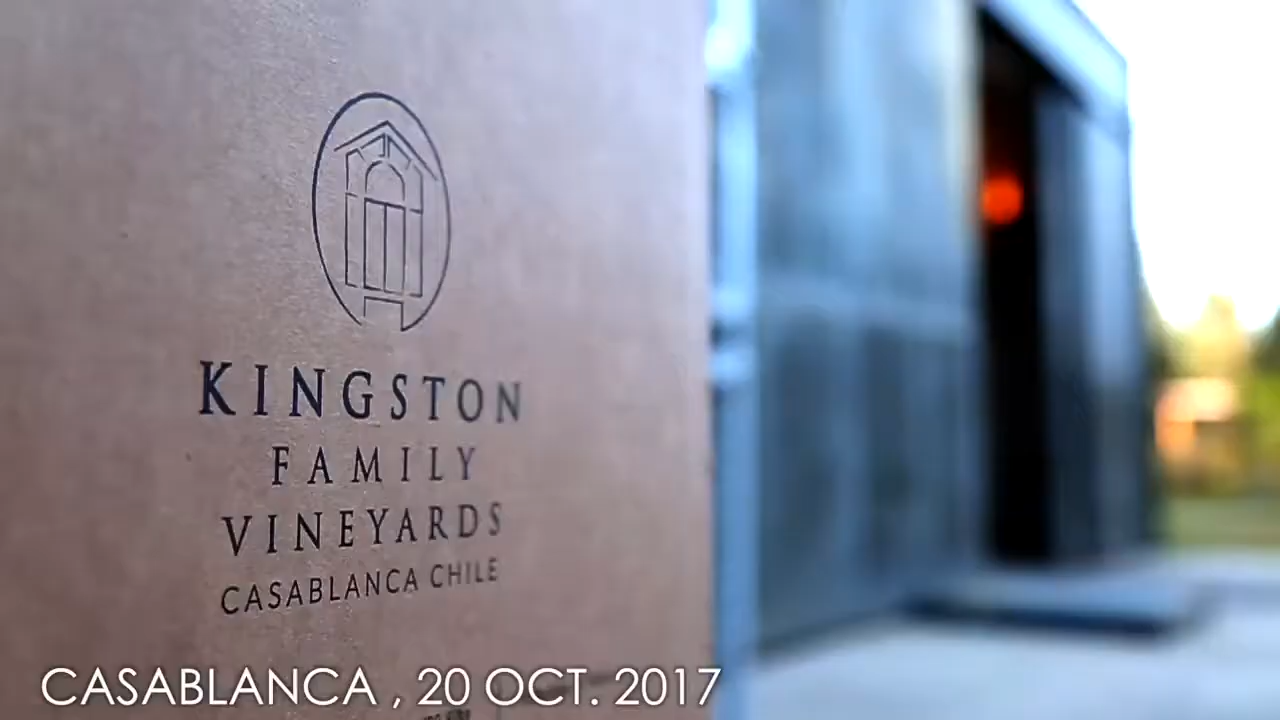 KINGSTON
FAMILY
VINEYARDS
CASABLANCA CHILE
CASABLANCA , 20 OCT. 2017